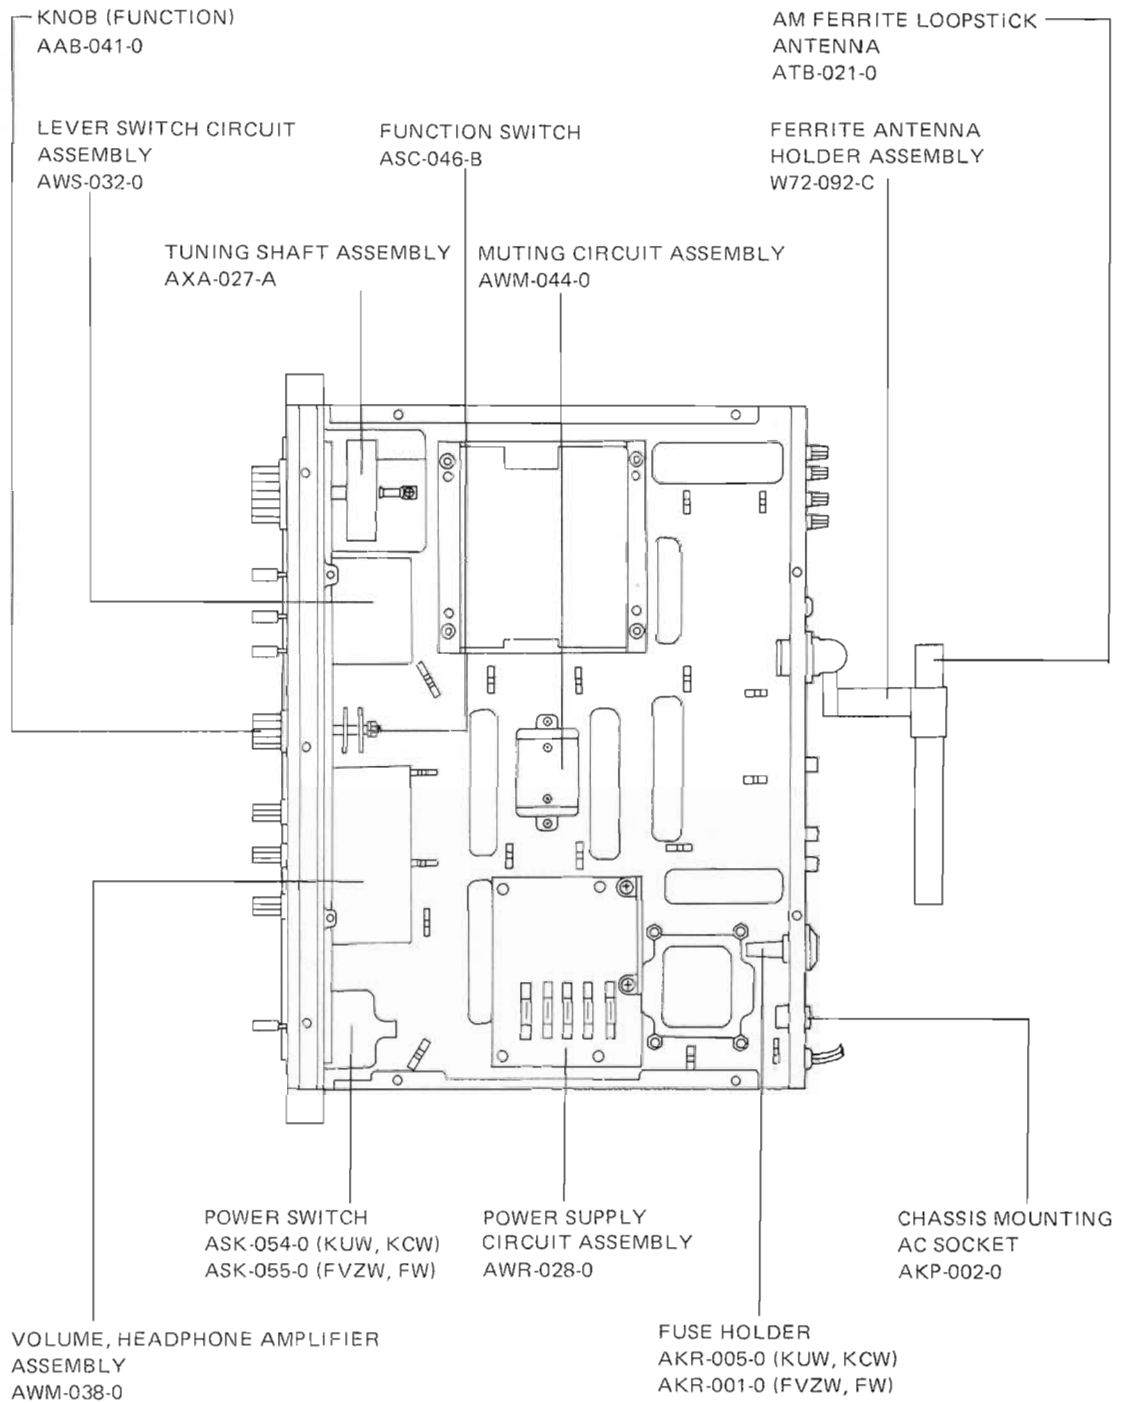 KNOB (FUNCTION)
AAB-041-0
AM FERRITE LOOPSTICK
ANTENNA
ATB-021-0
LEVER SWITCH CIRCUIT
ASSEMBLY
AWS-032-0
FUNCTION SWITCH
ASC-046-B
FERRITE ANTENNA
HOLDER ASSEMBLY
W72-092-C
TUNING SHAFT ASSEMBLY
AXA-027-A
MUTING CIRCUIT ASSEMBLY
AWM-044-0
POWER SWITCH
ASK-054-0 (KUW, KCW)
ASK-055-0 (FVZW, FW)
POWER SUPPLY
CIRCUIT ASSEMBLY
AWR-028-0
CHASSIS MOUNTING
AC SOCKET
AKP-002-0
VOLUME, HEADPHONE AMPLIFIER
ASSEMBLY
AWM-038-0
FUSE HOLDER
AKR-005-0 (KUW, KCW)
AKR-001-0 (FVZW, FW)